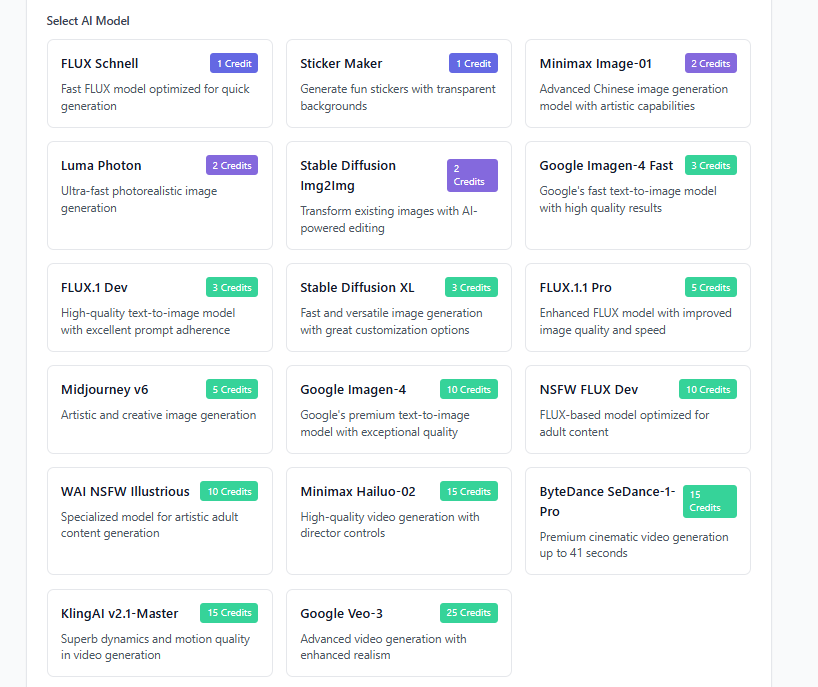 Select AI Model
FLUX Schnell
1 Credit
Fast FLUX model optimized for quick
generation
Sticker Maker
1 Credit
Generate fun stickers with transparent
backgrounds
Minimax Image-01
2 Credits
Advanced Chinese image generation
model with artistic capabilities
Luma Photon
2 Credits
Ultra-fast photorealistic image
generation
Stable Diffusion
Img2Img
2
Credits
Transform existing images with AI-
powered editing
Google Imagen-4 Fast
3 Credits
Google's fast text-to-image model
with high quality results
FLUX.1 Dev
3 Credits
High-quality text-to-image model
with excellent prompt adherence
Stable Diffusion XL
3 Credits
Fast and versatile image generation
with great customization options
FLUX.1.1 Pro
5 Credits
Enhanced FLUX model with improved
image quality and speed
Midjourney v6
5 Credits
Artistic and creative image generation
Google Imagen-4
10 Credits
Google's premium text-to-image
model with exceptional quality
NSFW FLUX Dev
10 Credits
FLUX-based model optimized for
adult content
WAI NSFW Illustrious
10 Credits
Specialized model for artistic adult
content generation
Minimax Hailuo-02
15 Credits
High-quality video generation with
director controls
ByteDance SeDance-1-
Pro
15
Credits
Premium cinematic video generation
up to 41 seconds
KlingAI v2.1-Master
15 Credits
Superb dynamics and motion quality
in video generation
Google Veo-3
25 Credits
Advanced video generation with
enhanced realism